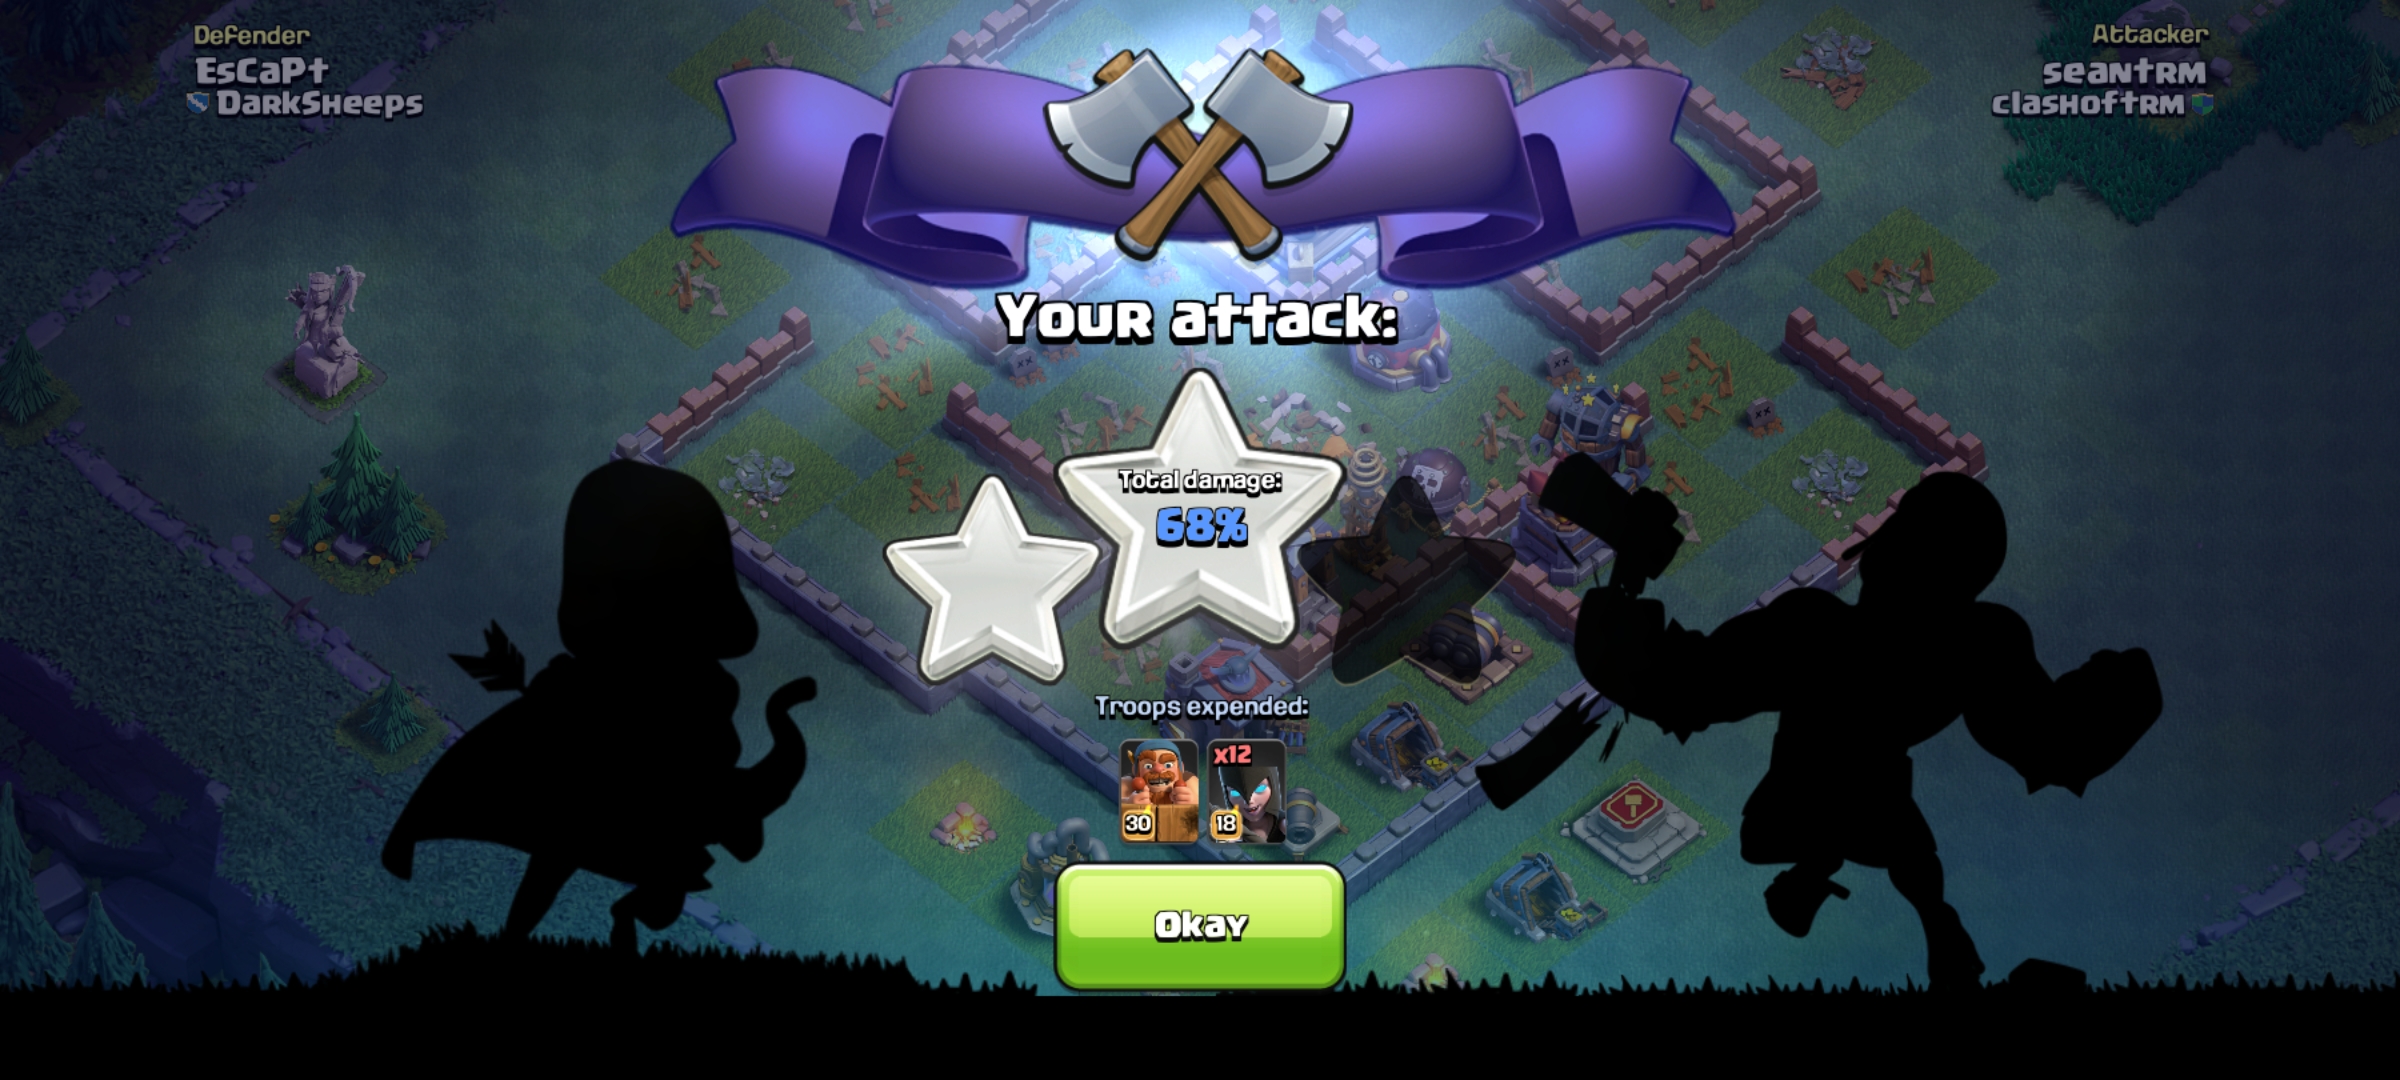 Defender
EsCaPt
DarkSheeps
Attacker
seantRM
clashoftRM
Your attack:
Total damage:
68%
Troops expended:
30
x12
18
Okay